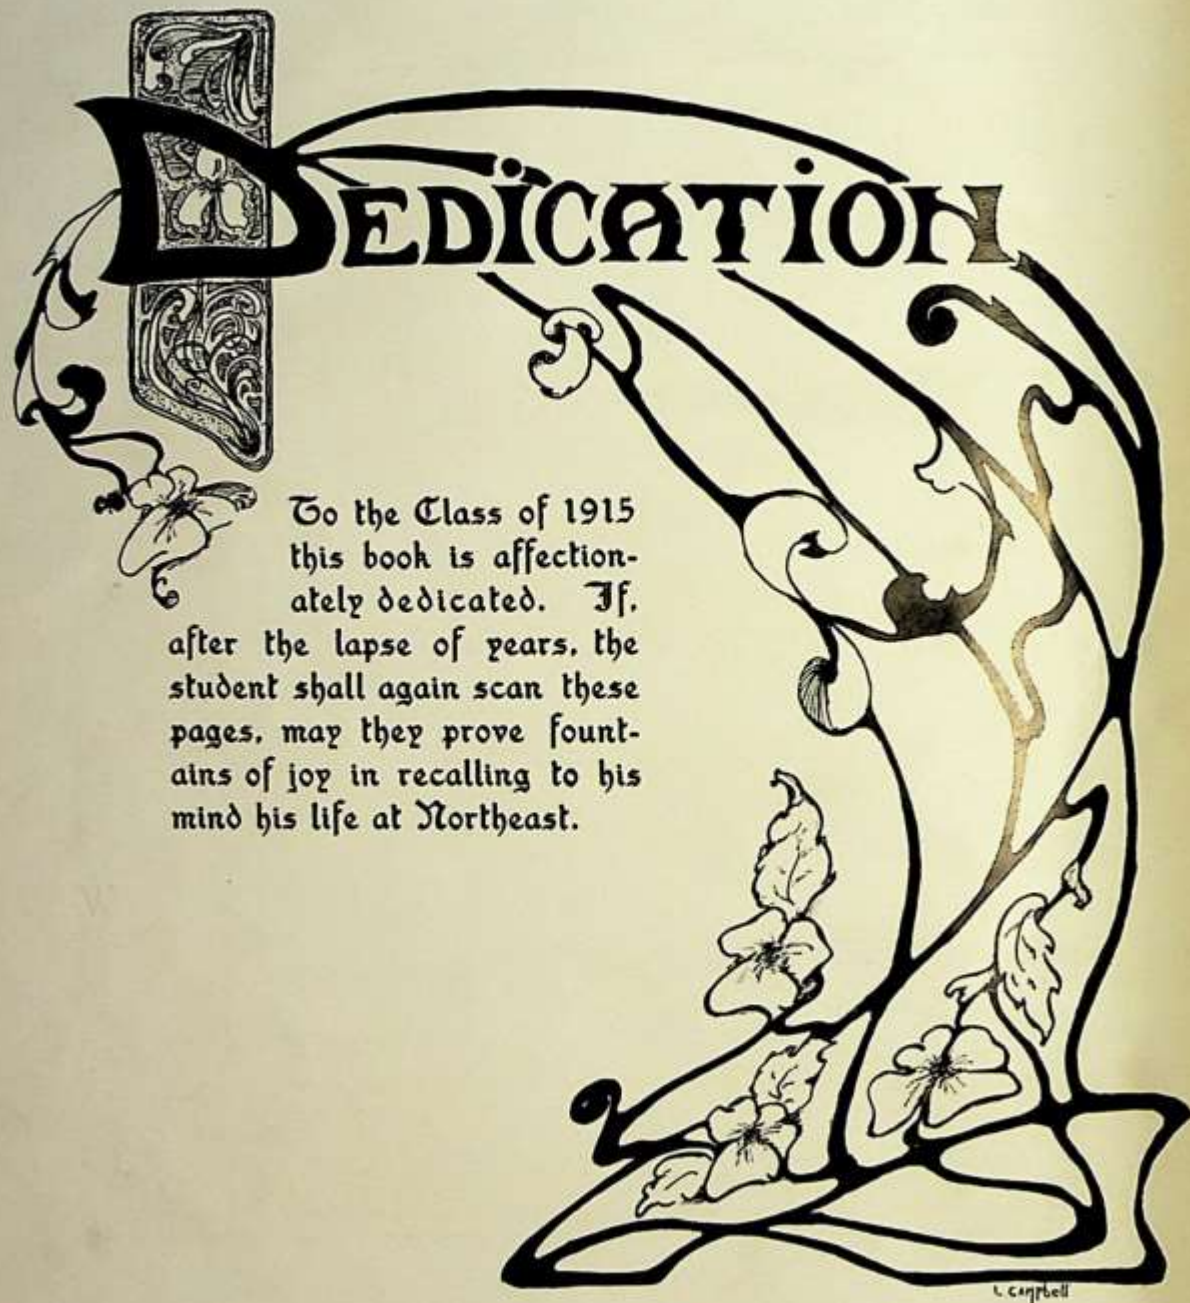 DEDICATION
To the Class of 1915
this book is affection-
ately dedicated. If,
after the lapse of years, the
student shall again scan these
pages, may they prove fount-
ains of joy in recalling to his
mind his life at Northeast.
L. CAMPbell